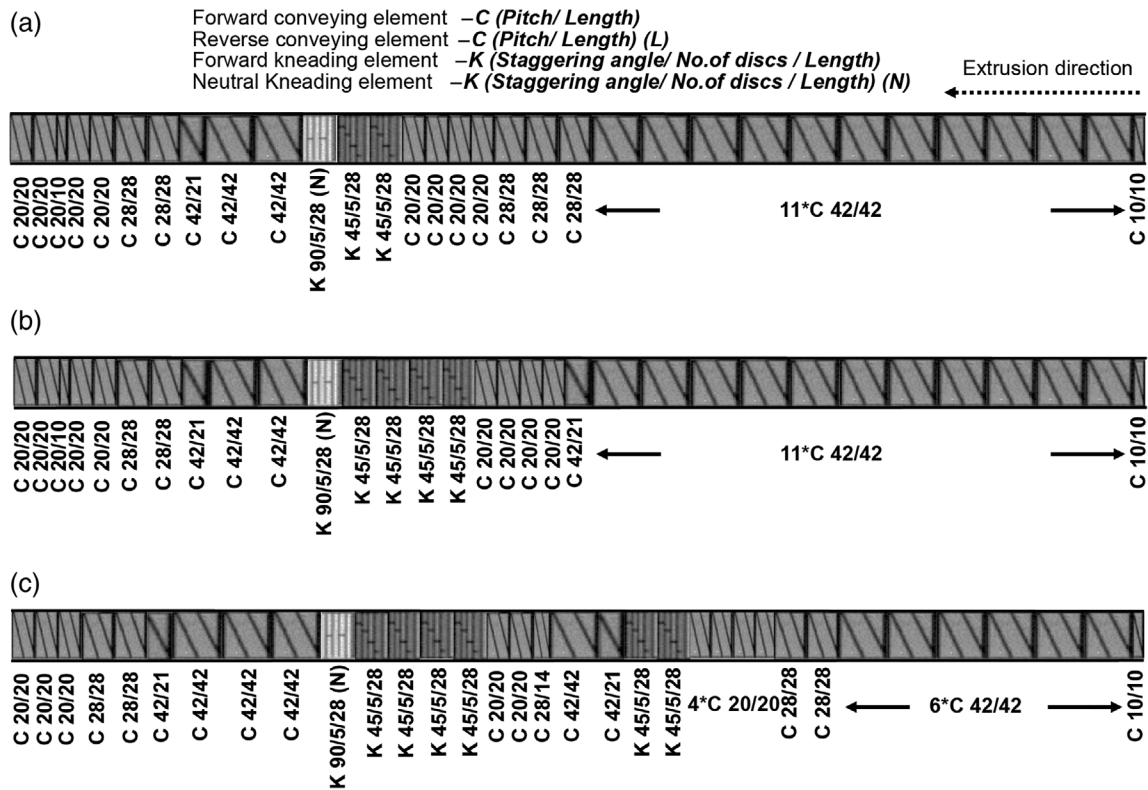 (a)
Forward conveying element –C (Pitch/ Length)
Reverse conveying element –C (Pitch/ Length) (L)
Forward kneading element –K (Staggering angle/ No.of discs / Length)
Neutral Kneading element –K (Staggering angle/ No.of discs / Length) (N)
Extrusion direction
C 20/20
C 20/20
C 20/10
C 20/20
C 20/20
C 28/28
C 28/28
C 42/21
C 42/42
C 42/42
K 90/5/28 (N)
K 45/5/28
K 45/5/28
C 20/20
C 20/20
C 20/20
C 20/20
C 28/28
C 28/28
C 28/28
11*C 42/42
C 10/10
(b)
C 20/20
C 20/20
C 20/10
C 20/20
C 20/20
C 28/28
C 28/28
C 42/21
C 42/42
C 42/42
K 90/5/28 (N)
K 45/5/28
K 45/5/28
K 45/5/28
K 45/5/28
C 20/20
C 20/20
C 20/20
C 20/20
C 42/21
11*C 42/42
C 10/10
(c)
C 20/20
C 20/20
C 20/20
C 28/28
C 28/28
C 42/21
C 42/42
C 42/42
C 42/42
K 90/5/28 (N)
K 45/5/28
K 45/5/28
K 45/5/28
K 45/5/28
C 20/20
C 20/20
C 28/14
C 42/42
C 42/21
K 45/5/28
K 45/5/28
4*C 20/20
C 28/28
C 28/28
6*C 42/42
C 10/10